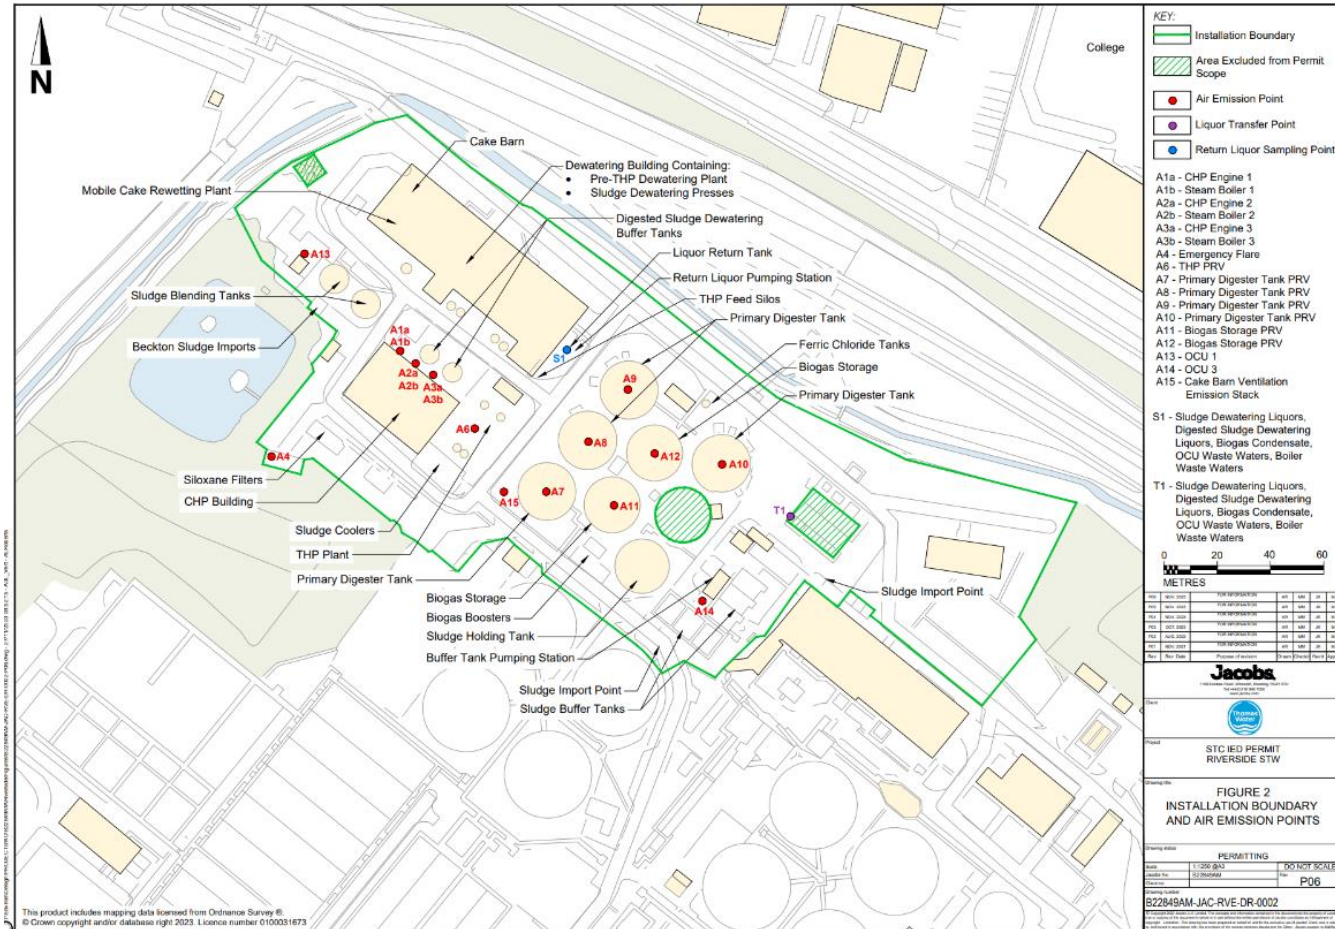 N
College
Cake Barn
Dewatering Building Containing:
• Pre-THP Dewatering Plant
• Sludge Dewatering Presses
Mobile Cake Rewetting Plant
Digested Sludge Dewatering
Buffer Tanks
Liquor Return Tank
Return Liquor Pumping Station
THP Feed Silos
Primary Digester Tank
A13
Sludge Blending Tanks
Beckton Sludge Imports
A1a
A1b
A2a
A2b
A3a
A3b
S1
Ferric Chloride Tanks
Biogas Storage
Primary Digester Tank
A9
A8
A12
A10
A6
A4
Siloxane Filters
CHP Building
A15
A7
A11
T1
Sludge Coolers
THP Plant
Primary Digester Tank
Biogas Storage
Biogas Boosters
Sludge Holding Tank
Buffer Tank Pumping Station
A14
Sludge Import Point
Sludge Import Point
Sludge Buffer Tanks
This product includes mapping data licensed from Ordnance Survey ®.
© Crown copyright and/or database right 2023. Licence number 0100031673
KEY:
Installation Boundary
Area Excluded from Permit
Scope
Air Emission Point
Liquor Transfer Point
Return Liquor Sampling Point
A1a - CHP Engine 1
A1b - Steam Boiler 1
A2a - CHP Engine 2
A2b - Steam Boiler 2
A3a - CHP Engine 3
A3b - Steam Boiler 3
A4 - Emergency Flare
A6 - THP PRV
A7 - Primary Digester Tank PRV
A8 - Primary Digester Tank PRV
A9 - Primary Digester Tank PRV
A10 - Primary Digester Tank PRV
A11 - Biogas Storage PRV
A12 - Biogas Storage PRV
A13 - OCU 1
A14 - OCU 3
A15 - Cake Barn Ventilation
Emission Stack
S1 - Sludge Dewatering Liquors,
Digested Sludge Dewatering
Liquors, Biogas Condensate,
OCU Waste Waters, Boiler
Waste Waters
T1 - Sludge Dewatering Liquors,
Digested Sludge Dewatering
Liquors, Biogas Condensate,
OCU Waste Waters, Boiler
Waste Waters
0 20 40 60
METRES
Jacobs
Thames
Water
STC IED PERMIT
RIVERSIDE STW
FIGURE 2
INSTALLATION BOUNDARY
AND AIR EMISSION POINTS
PERMITTING
1:1250 @A3 DO NOT SCALE
P06
B22849AM-JAC-RVE-DR-0002